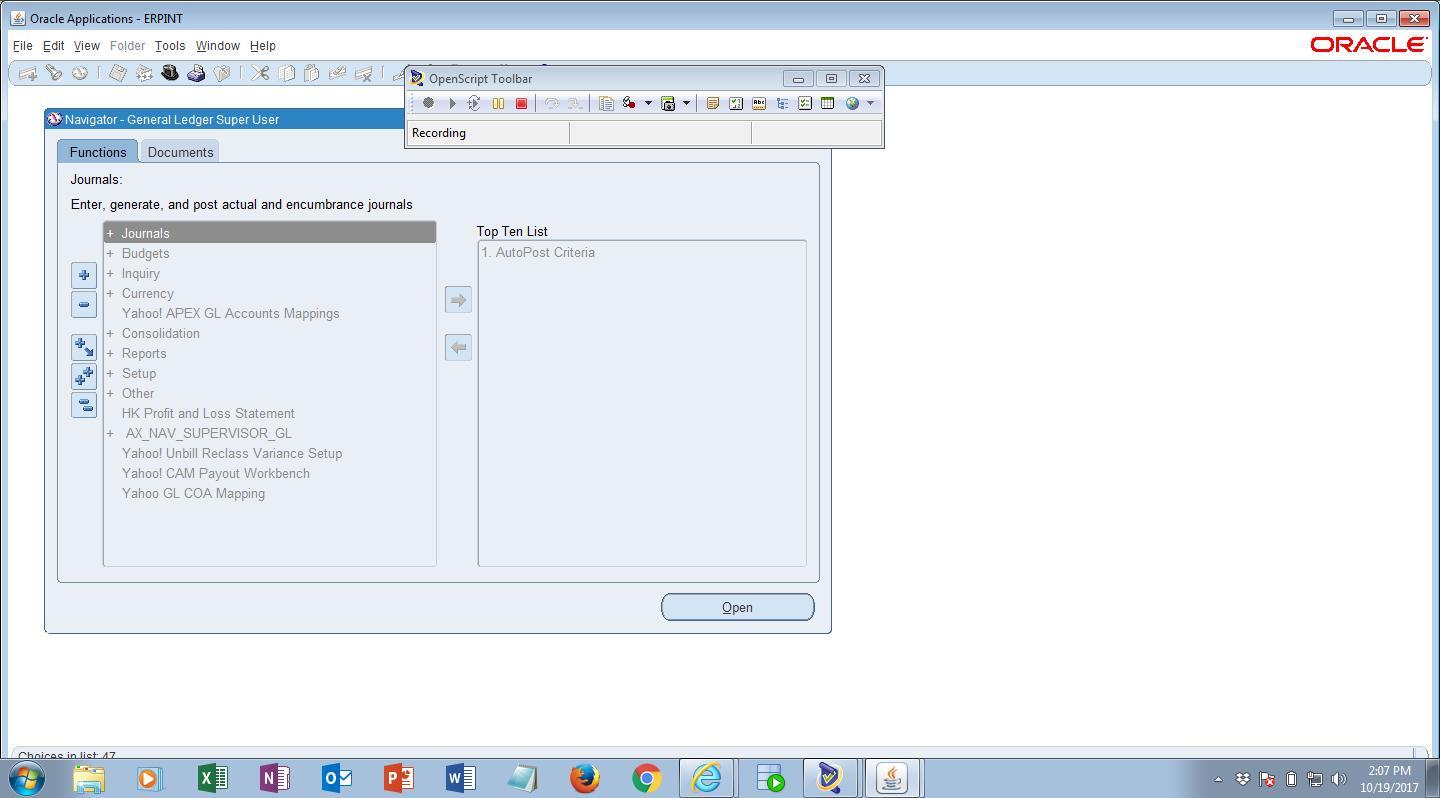 Oracle Applications - ERPINT
File Edit View Folder Tools Window Help
ORACLE
OpenScript Toolbar
Recording
Navigator - General Ledger Super User
Functions Documents
Journals:
Enter, generate, and post actual and encumbrance journals
+ Journals
+ Budgets
+ Inquiry
+ Currency
Yahoo! APEX GL Accounts Mappings
+ Consolidation
+ Reports
+ Setup
+ Other
HK Profit and Loss Statement
+ AX_NAV_SUPERVISOR_GL
Yahoo! Unbill Reclass Variance Setup
Yahoo! CAM Payout Workbench
Yahoo GL COA Mapping
Top Ten List
1. AutoPost Criteria
Open
Choices in list: 47
2:07 PM
10/19/2017